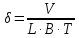 δ = V / (L · B · T)